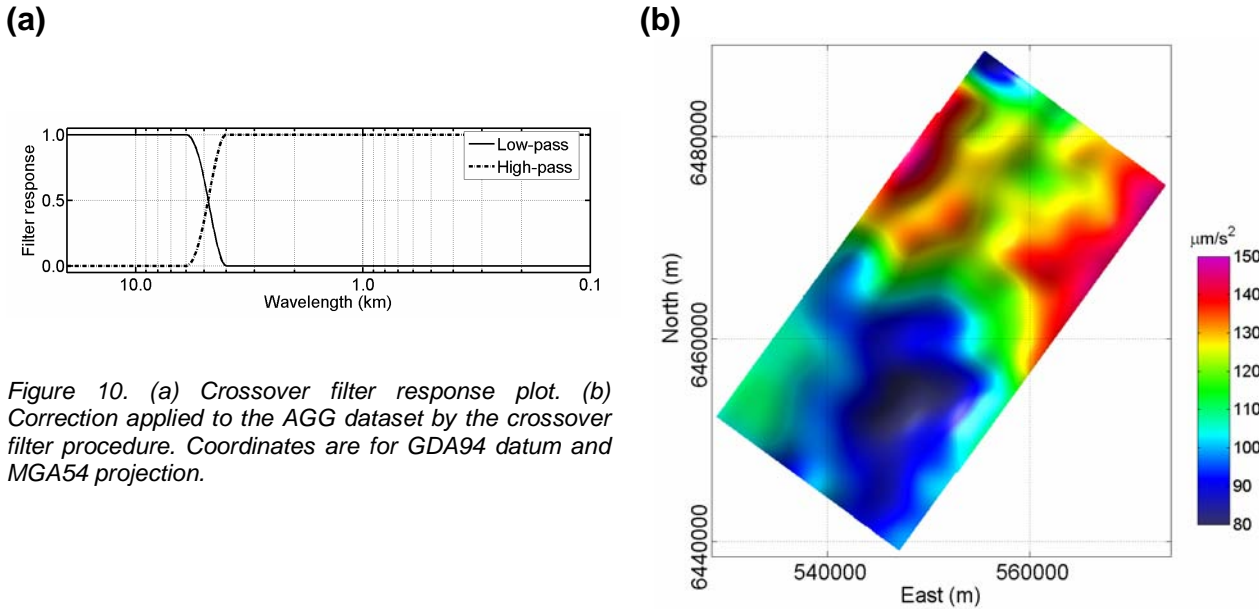 (a)
Filter response
1.0
0.5
0.0
Low-pass
High-pass
10.0 1.0 0.1
Wavelength (km)
Figure 10. (a) Crossover filter response plot. (b)
Correction applied to the AGG dataset by the crossover
filter procedure. Coordinates are for GDA94 datum and
MGA54 projection.
(b)
North (m)
6480000
6460000
6440000
540000 560000
East (m)
μm/s²
150
140
130
120
110
100
90
80